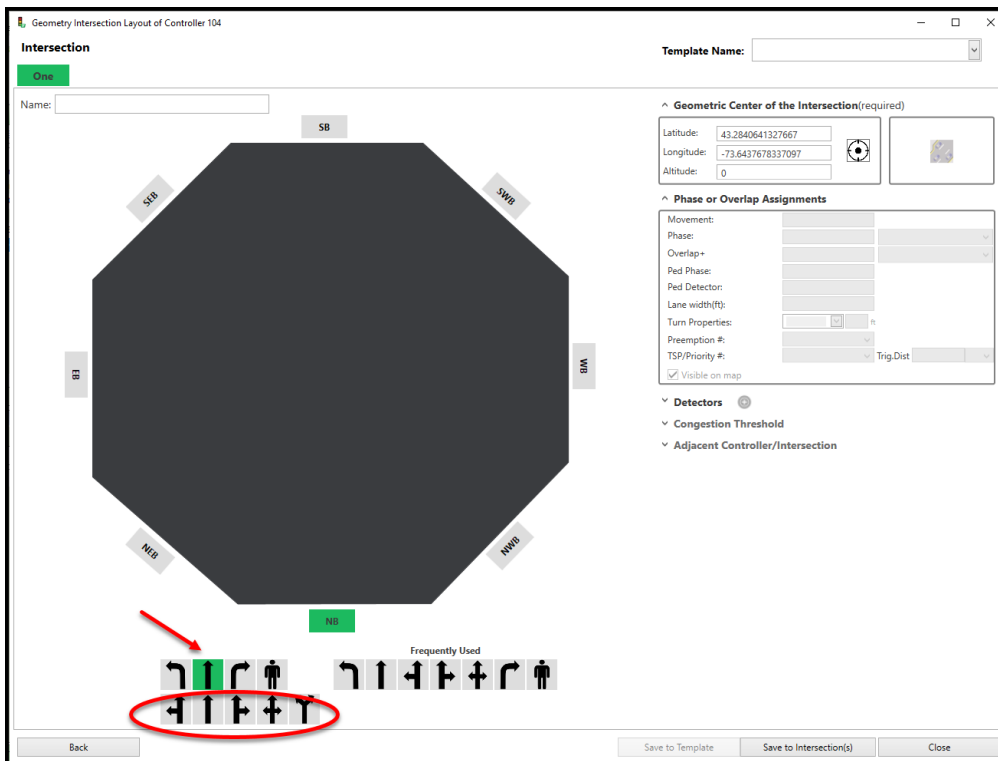 Geometry Intersection Layout of Controller 104
Intersection
Template Name:
One
Name:
SB
SEB
SWB
EB
WB
NEB
NWB
NB
Geometric Center of the Intersection(required)
Latitude: 43.2840641327667
Longitude: -73.6437678337097
Altitude: 0
Phase or Overlap Assignments
Movement:
Phase:
Overlap+
Ped Phase:
Ped Detector:
Lane width(ft):
Turn Properties: ft
Preemption #:
TSP/Priority #: Trig.Dist
Visible on map
Detectors
Congestion Threshold
Adjacent Controller/Intersection
Frequently Used
Back
Save to Template
Save to Intersection(s)
Close